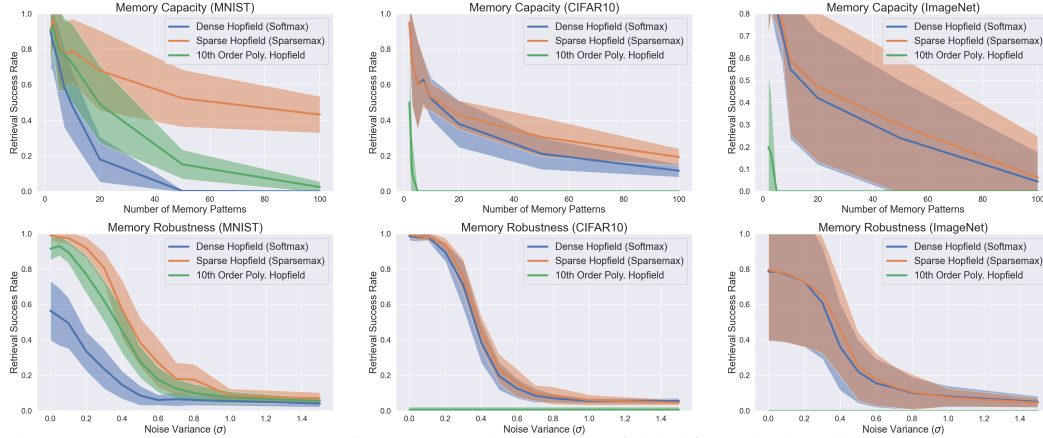 Memory Capacity (MNIST)
Retrieval Success Rate
1.0
0.8
0.6
0.4
0.2
0.0
Dense Hopfield (Softmax)
Sparse Hopfield (Sparsemax)
10th Order Poly. Hopfield
0 20 40 60 80 100
Number of Memory Patterns
Memory Capacity (CIFAR10)
Retrieval Success Rate
1.0
0.8
0.6
0.4
0.2
0.0
Dense Hopfield (Softmax)
Sparse Hopfield (Sparsemax)
10th Order Poly. Hopfield
0 20 40 60 80 100
Number of Memory Patterns
Memory Capacity (ImageNet)
Retrieval Success Rate
0.8
0.7
0.6
0.5
0.4
0.3
0.2
0.1
0.0
Dense Hopfield (Softmax)
Sparse Hopfield (Sparsemax)
10th Order Poly. Hopfield
0 20 40 60 80 100
Number of Memory Patterns
Memory Robustness (MNIST)
Retrieval Success Rate
1.0
0.8
0.6
0.4
0.2
0.0
Dense Hopfield (Softmax)
Sparse Hopfield (Sparsemax)
10th Order Poly. Hopfield
0.0 0.2 0.4 0.6 0.8 1.0 1.2 1.4
Noise Variance (σ)
Memory Robustness (CIFAR10)
Retrieval Success Rate
1.0
0.8
0.6
0.4
0.2
0.0
Dense Hopfield (Softmax)
Sparse Hopfield (Sparsemax)
10th Order Poly. Hopfield
0.0 0.2 0.4 0.6 0.8 1.0 1.2 1.4
Noise Variance (σ)
Memory Robustness (ImageNet)
Retrieval Success Rate
1.0
0.8
0.6
0.4
0.2
0.0
Dense Hopfield (Softmax)
Sparse Hopfield (Sparsemax)
10th Order Poly. Hopfield
0.0 0.2 0.4 0.6 0.8 1.0 1.2 1.4
Noise Variance (σ)